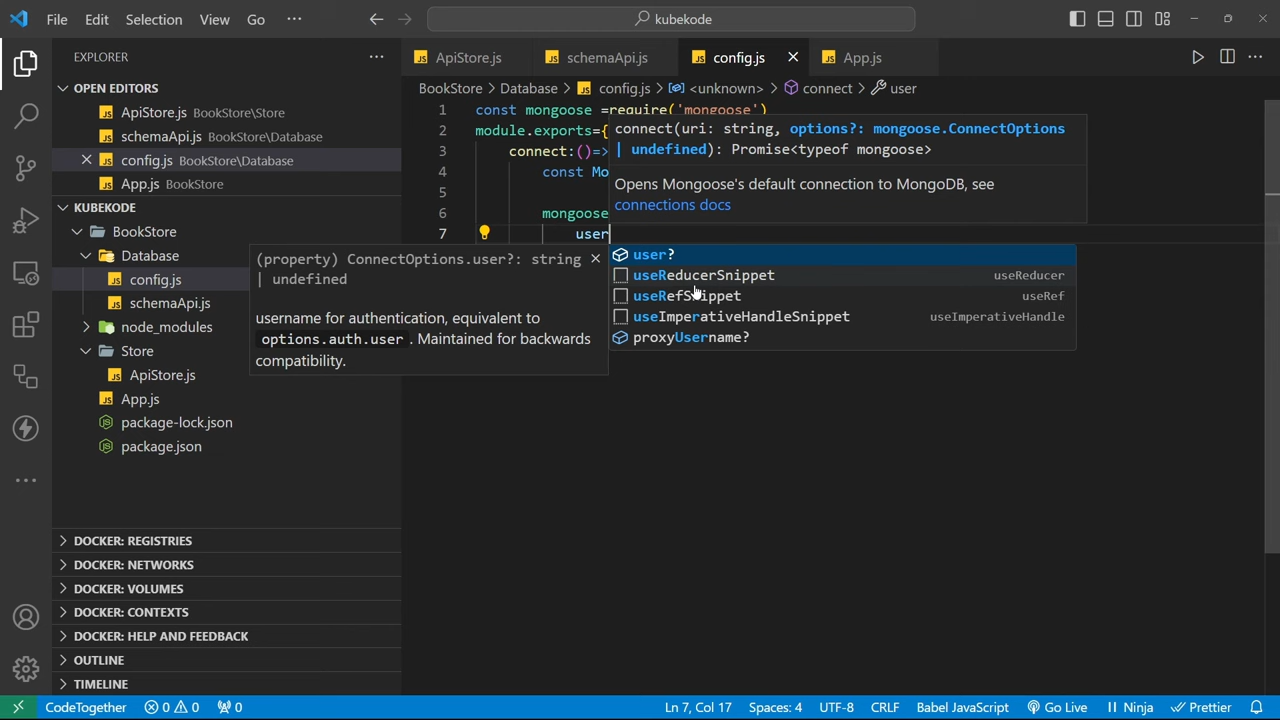 File Edit Selection View Go ··· kubekode
EXPLORER ···
OPEN EDITORS
ApiStore.js BookStore\Store
schemaApi.js BookStore\Database
config.js BookStore\Database
App.js BookStore
KUBEKODE
BookStore
Database
config.js
schemaApi.js
node_modules
Store
ApiStore.js
App.js
package-lock.json
package.json
DOCKER: REGISTRIES
DOCKER: NETWORKS
DOCKER: VOLUMES
DOCKER: CONTEXTS
DOCKER: HELP AND FEEDBACK
OUTLINE
TIMELINE
ApiStore.js schemaApi.js config.js App.js
BookStore > Database > config.js > <unknown> > connect > user
1 const mongoose =require('mongoose')
2 module.exports={
3 connect:()=>
4 const Mo
5
6 mongoose
7 user
connect(uri: string, options?: mongoose.ConnectOptions
| undefined): Promise<typeof mongoose>
Opens Mongoose's default connection to MongoDB, see
connections docs
(property) ConnectOptions.user?: string
| undefined
username for authentication, equivalent to
options.auth.user . Maintained for backwards
compatibility.
user?
useReducerSnippet useReducer
useRefSnippet useRef
useImperativeHandleSnippet useImperativeHandle
proxyUsername?
CodeTogether 0 0 0 Ln 7, Col 17 Spaces: 4 UTF-8 CRLF Babel JavaScript Go Live Ninja Prettier